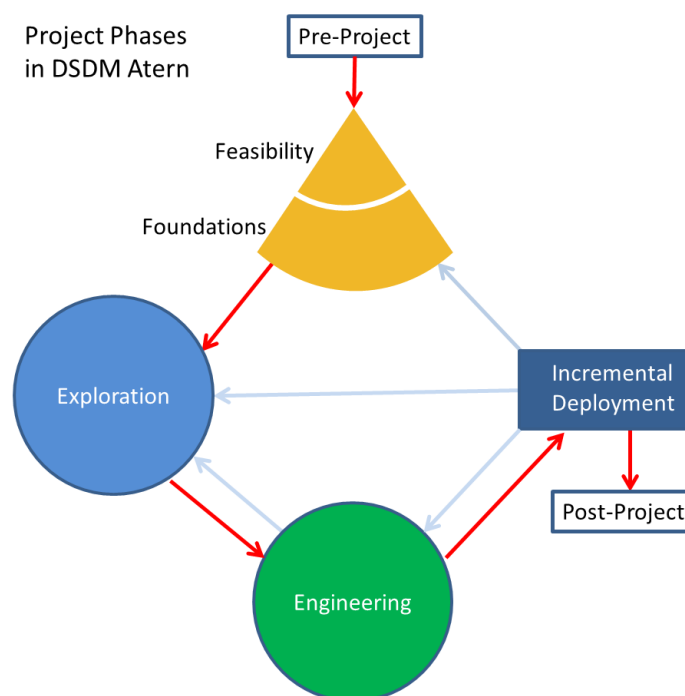 Project Phases
in DSDM Atern
Pre-Project
Feasibility
Foundations
Exploration
Incremental
Deployment
Post-Project
Engineering